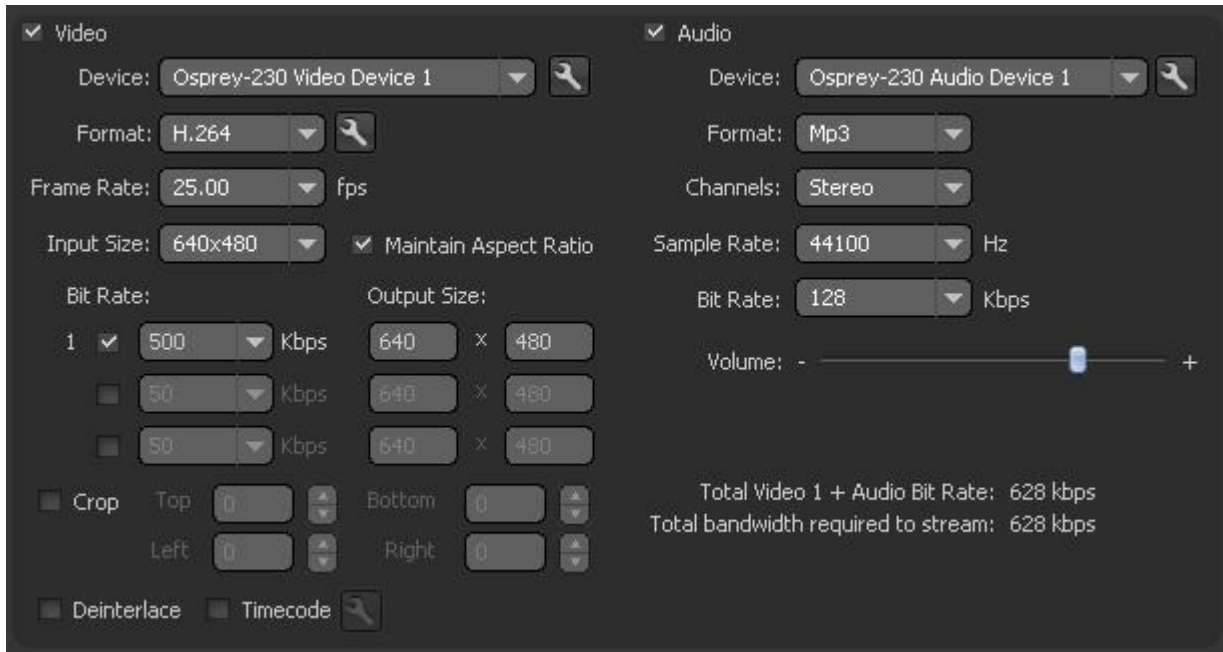 Video
Device: Osprey-230 Video Device 1
Format: H.264
Frame Rate: 25.00 fps
Input Size: 640x480 Maintain Aspect Ratio
Bit Rate: Output Size:
1 500 Kbps 640 x 480
50 Kbps 640 x 480
50 Kbps 640 x 480
Crop Top 0 Bottom 0
Left 0 Right 0
Deinterlace Timecode
Audio
Device: Osprey-230 Audio Device 1
Format: Mp3
Channels: Stereo
Sample Rate: 44100 Hz
Bit Rate: 128 Kbps
Volume: - +
Total Video 1 + Audio Bit Rate: 628 kbps
Total bandwidth required to stream: 628 kbps